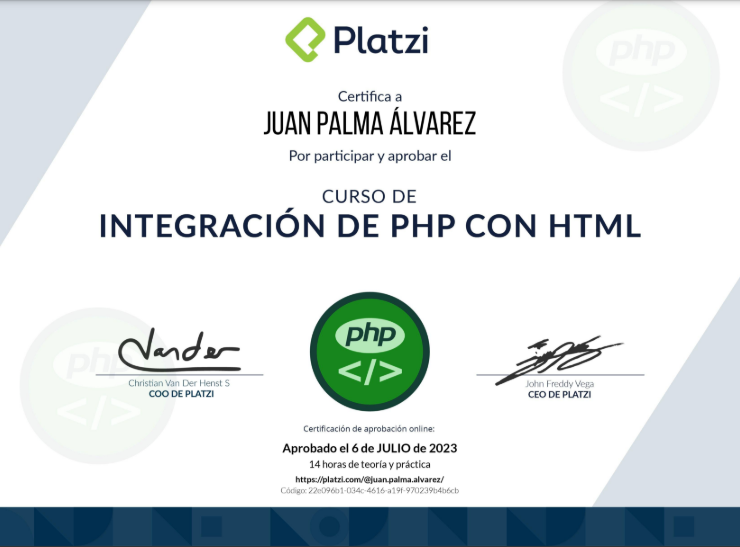 Platzi
php
</>
Certifica a
JUAN PALMA ÁLVAREZ
Por participar y aprobar el
CURSO DE
INTEGRACIÓN DE PHP CON HTML
php
</>
Vander
Christian Van Der Henst S
COO DE PLATZI
php
</>
John Freddy Vega
CEO DE PLATZI
Certificación de aprobación online:
Aprobado el 6 de JULIO de 2023
14 horas de teoría y práctica
https://platzi.com/@juan.palma.alvarez/
Código: 22e096b1-034c-4616-a19f-970239b4b6cb